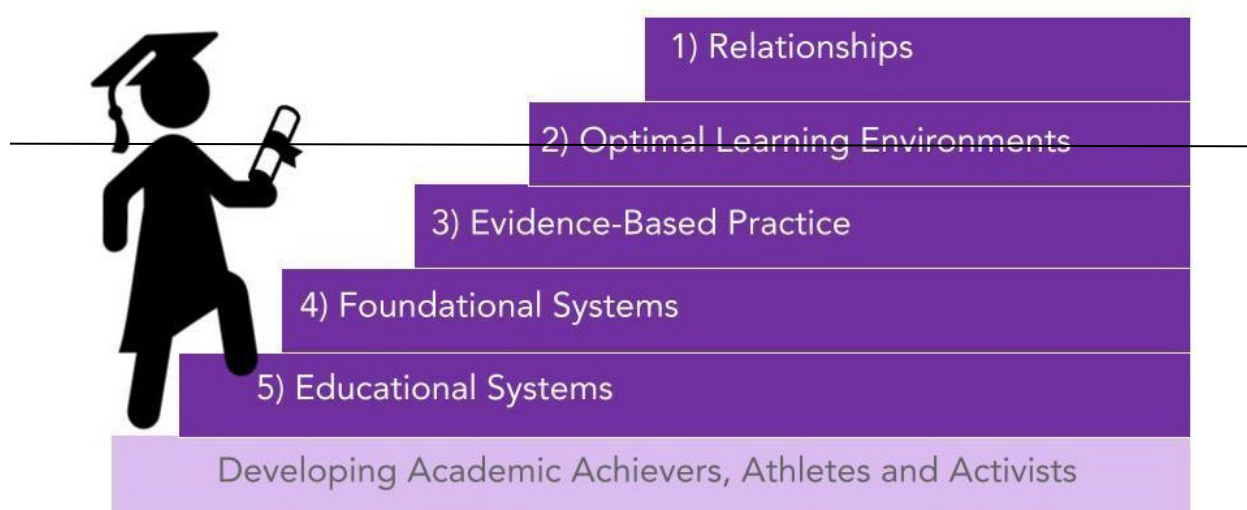 1) Relationships
2) Optimal Learning Environments
3) Evidence-Based Practice
4) Foundational Systems
5) Educational Systems
Developing Academic Achievers, Athletes and Activists